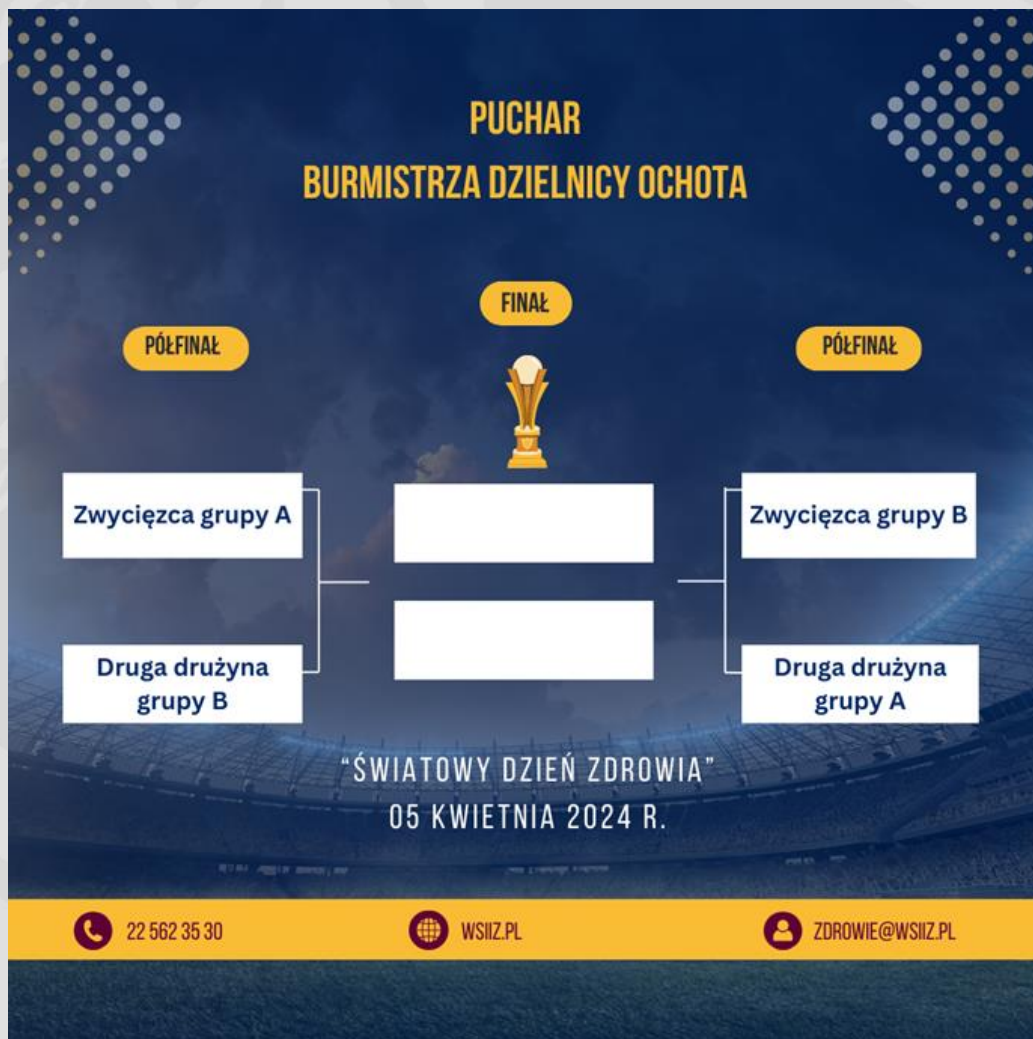 PUCHAR
BURMISTRZA DZIELNICY OCHOTA
FINAŁ
PÓŁFINAŁ
PÓŁFINAŁ
Zwycięzca grupy A
Zwycięzca grupy B
Druga drużyna
grupy B
Druga drużyna
grupy A
“ŚWIATOWY DZIEŃ ZDROWIA”
05 KWIETNIA 2024 R.
22 562 35 30
WSIIZ.PL
ZDROWIE@WSIIZ.PL